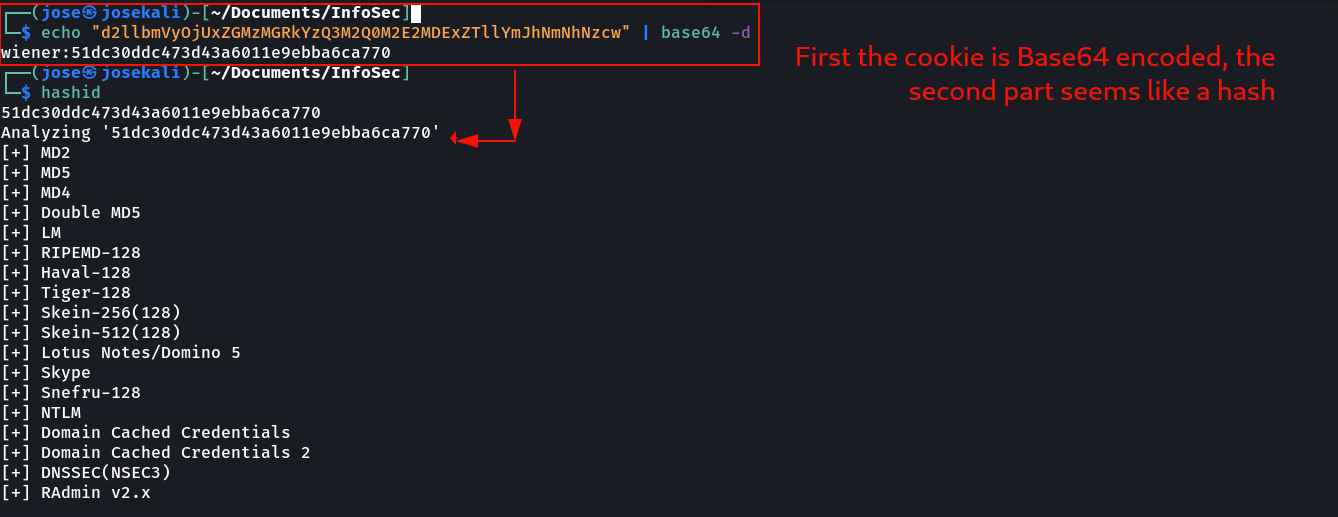 ┌──(jose㉿josekali)-[~/Documents/InfoSec]
└─$ echo "d2llbmVyOjUxZGMzMGRkYzQ3M2Q0M2E2MDExZTllYmJhNmNhNzcw" | base64 -d
wiener:51dc30ddc473d43a6011e9ebba6ca770
┌──(jose㉿josekali)-[~/Documents/InfoSec]
└─$ hashid
51dc30ddc473d43a6011e9ebba6ca770
Analyzing '51dc30ddc473d43a6011e9ebba6ca770'
[+] MD2
[+] MD5
[+] MD4
[+] Double MD5
[+] LM
[+] RIPEMD-128
[+] Haval-128
[+] Tiger-128
[+] Skein-256(128)
[+] Skein-512(128)
[+] Lotus Notes/Domino 5
[+] Skype
[+] Snefru-128
[+] NTLM
[+] Domain Cached Credentials
[+] Domain Cached Credentials 2
[+] DNSSEC(NSEC3)
[+] RAdmin v2.x
First the cookie is Base64 encoded, the
second part seems like a hash